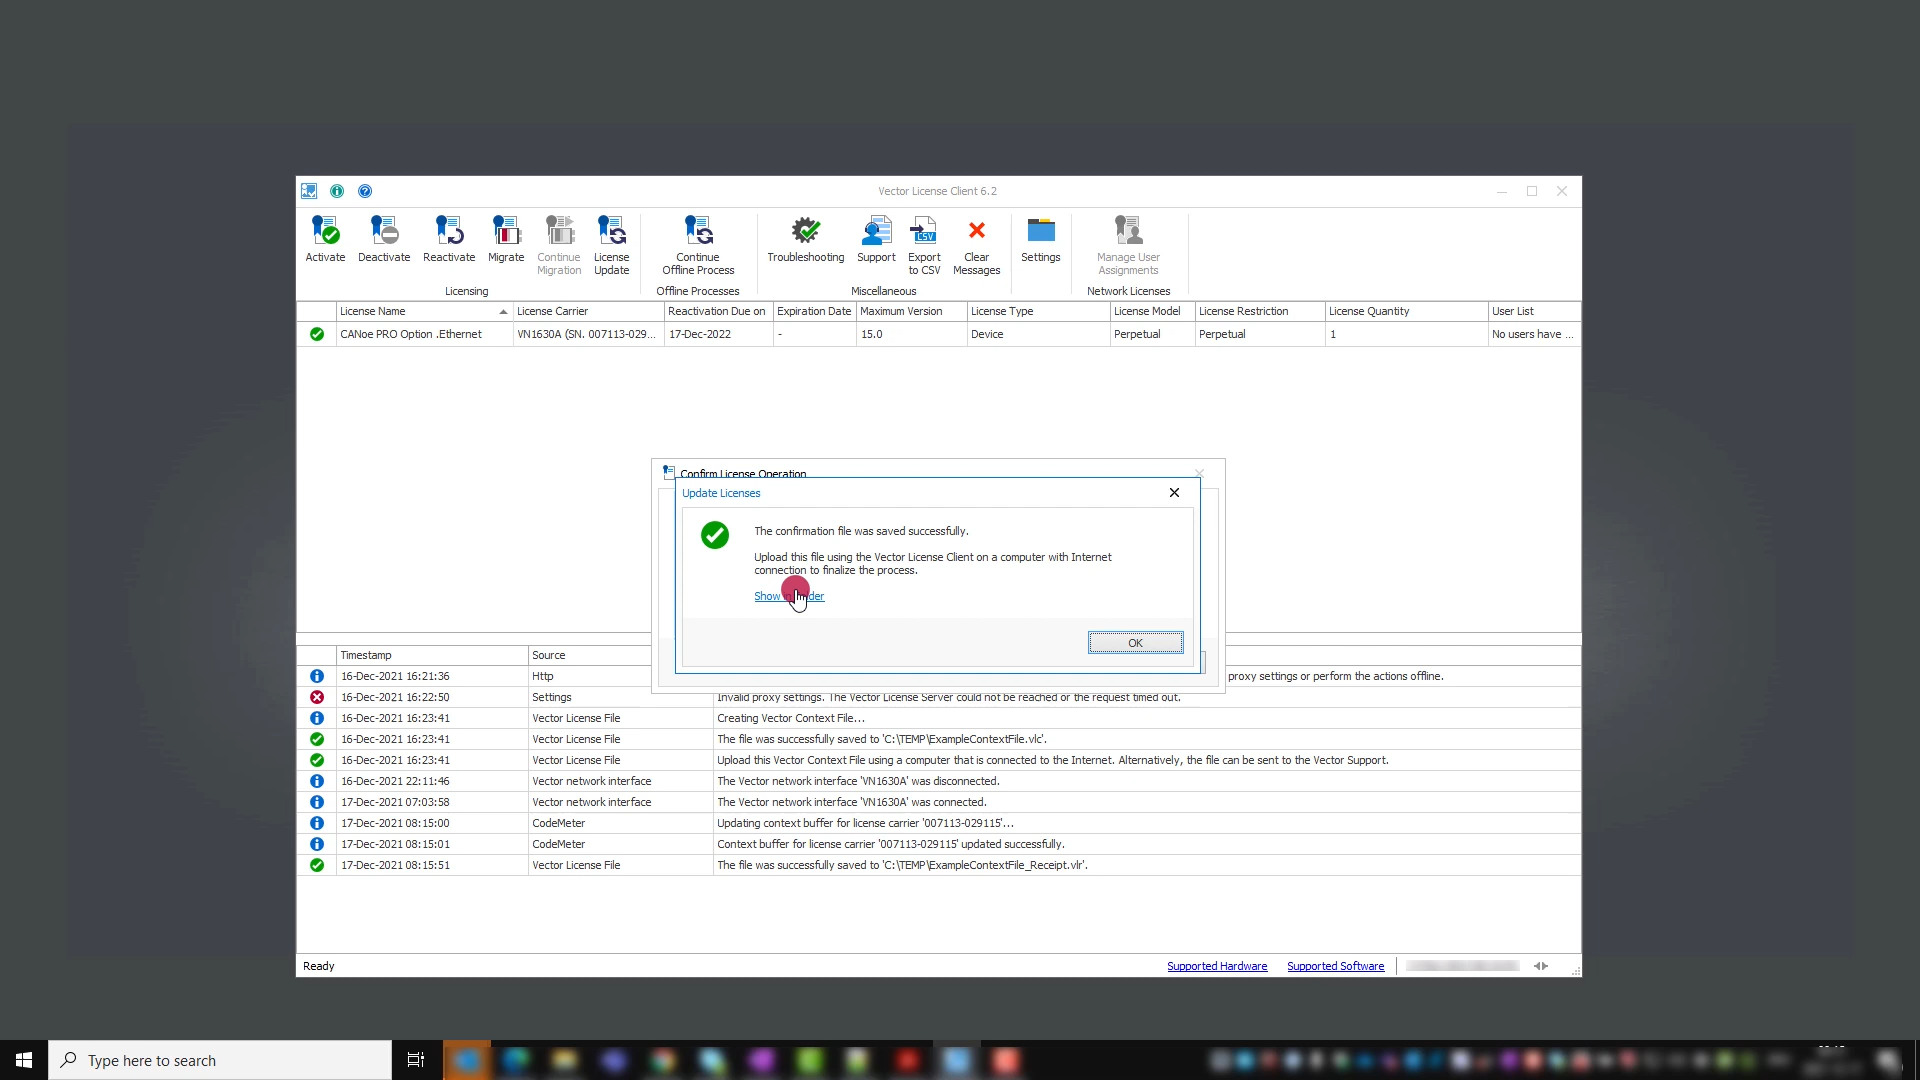 Vector License Client 6.2
Activate
Deactivate
Reactivate
Migrate
Continue
Migration
License
Update
Continue
Offline Process
Troubleshooting
Support
Export
to CSV
CSV
Clear
Messages
Settings
Manage User
Assignments
Licensing
Offline Processes
Miscellaneous
Network Licenses
License Name License Carrier Reactivation Due on Expiration Date Maximum Version License Type License Model License Restriction License Quantity User List
CANoe PRO Option .Ethernet VN1630A (SN. 007113-029... 17-Dec-2022 - 15.0 Device Perpetual Perpetual 1 No users have ...
Confirm License Operation
Update Licenses
The confirmation file was saved successfully.
Upload this file using the Vector License Client on a computer with Internet
connection to finalize the process.
Show
OK
Timestamp Source
16-Dec-2021 16:21:36 Http proxy settings or perform the actions offline.
16-Dec-2021 16:22:50 Settings Invalid proxy settings. The Vector License Server could not be reached or the request timed out.
16-Dec-2021 16:23:41 Vector License File Creating Vector Context File...
16-Dec-2021 16:23:41 Vector License File The file was successfully saved to 'C:\TEMP\ExampleContextFile.vlc'.
16-Dec-2021 16:23:41 Vector License File Upload this Vector Context File using a computer that is connected to the Internet. Alternatively, the file can be sent to the Vector Support.
16-Dec-2021 22:11:46 Vector network interface The Vector network interface 'VN1630A' was disconnected.
17-Dec-2021 07:03:58 Vector network interface The Vector network interface 'VN1630A' was connected.
17-Dec-2021 08:15:00 CodeMeter Updating context buffer for license carrier '007113-029115'...
17-Dec-2021 08:15:01 CodeMeter Context buffer for license carrier '007113-029115' updated successfully.
17-Dec-2021 08:15:51 Vector License File The file was successfully saved to 'C:\TEMP\ExampleContextFile_Receipt.vlr'.
Ready
Supported Hardware Supported Software
Type here to search